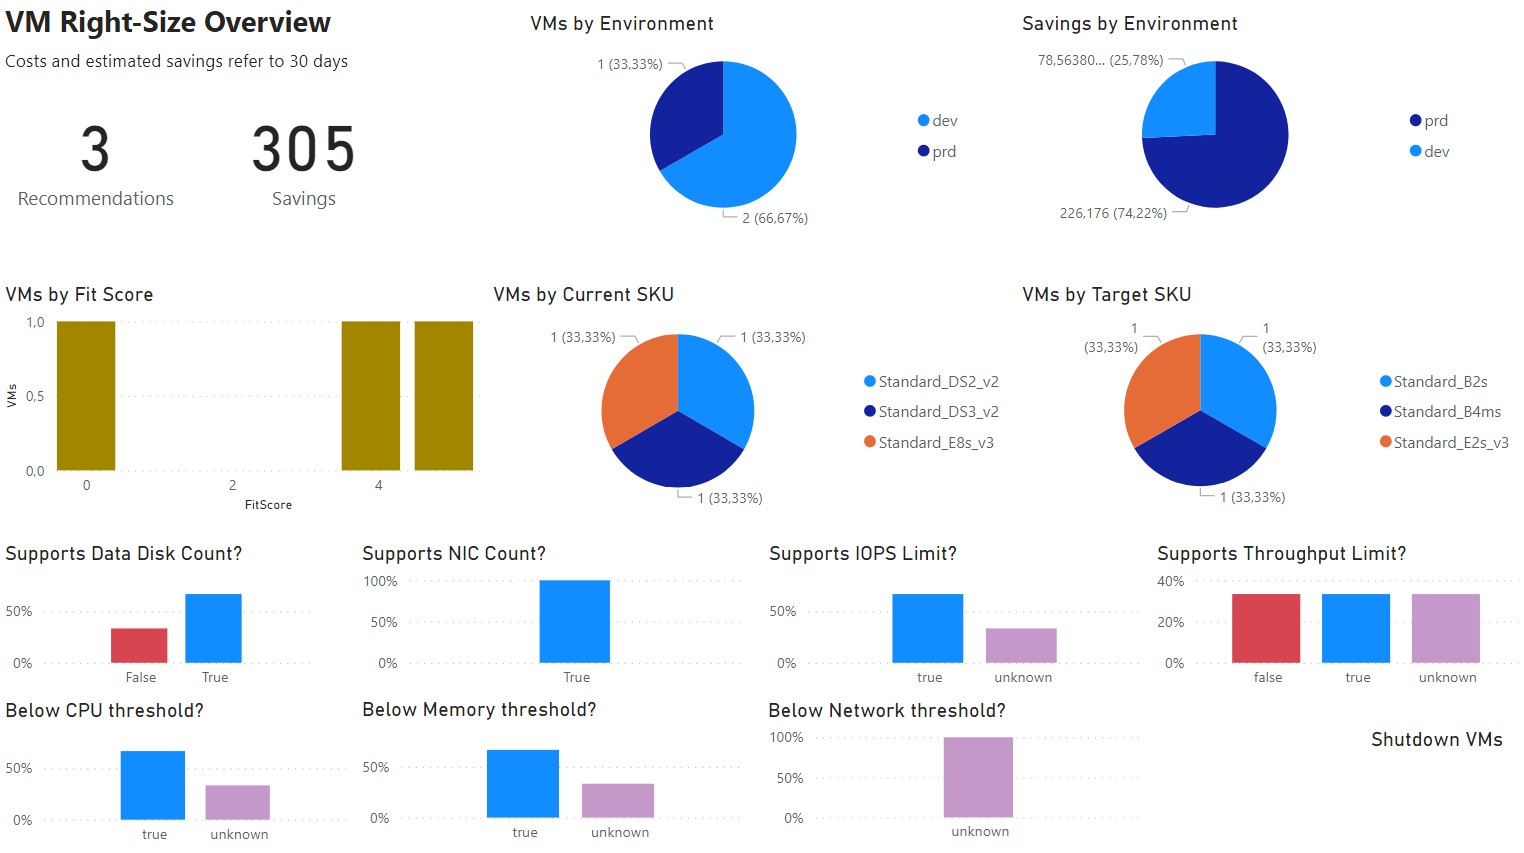 VM Right-Size Overview
Costs and estimated savings refer to 30 days
3
Recommendations
305
Savings
VMs by Environment
1 (33,33%)
2 (66,67%)
dev
prd
Savings by Environment
78,56380... (25,78%)
226,176 (74,22%)
prd
dev
VMs by Fit Score
1,0
0,5
0,0
VMs
0
2
4
FitScore
VMs by Current SKU
1 (33,33%)
1 (33,33%)
1 (33,33%)
Standard_DS2_v2
Standard_DS3_v2
Standard_E8s_v3
VMs by Target SKU
1
(33,33%)
1
(33,33%)
1 (33,33%)
Standard_B2s
Standard_B4ms
Standard_E2s_v3
Supports Data Disk Count?
50%
0%
False
True
Supports NIC Count?
100%
50%
0%
True
Supports IOPS Limit?
50%
0%
true
unknown
Supports Throughput Limit?
40%
20%
0%
false
true
unknown
Below CPU threshold?
50%
0%
true
unknown
Below Memory threshold?
50%
0%
true
unknown
Below Network threshold?
100%
50%
0%
unknown
Shutdown VMs